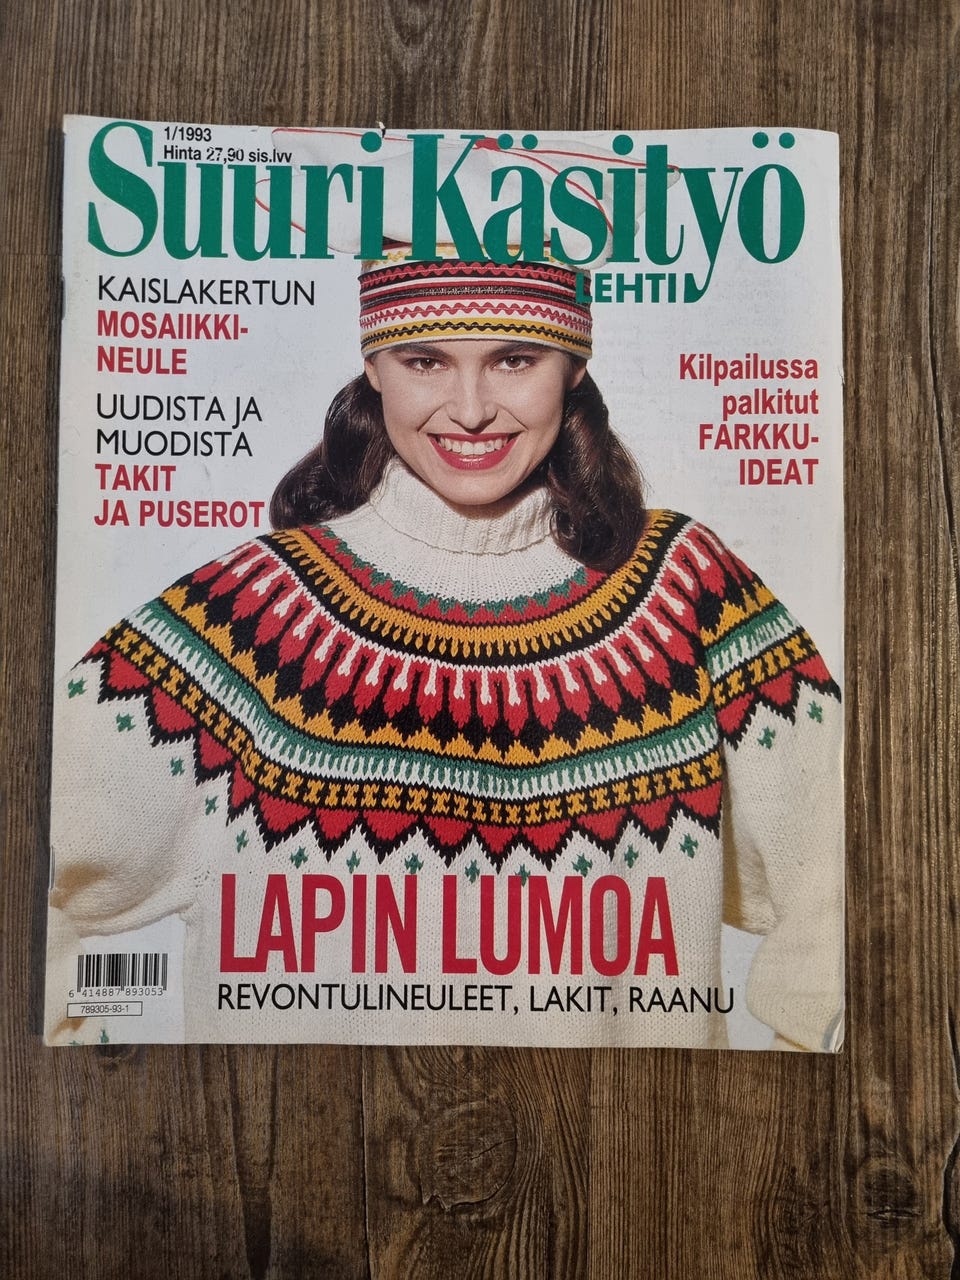 1/1993
Hinta 27,90 sis.lvv
Suuri Käsityö
LEHTI
KAISLAKERTUN
MOSAIIKKI-
NEULE
UUDISTA JA
MUODISTA
TAKIT
JA PUSEROT
Kilpailussa
palkitut
FARKKU-
IDEAT
LAPIN LUMOA
REVONTULINEULEET, LAKIT, RAANU
6 414887 893053
789305-93-1